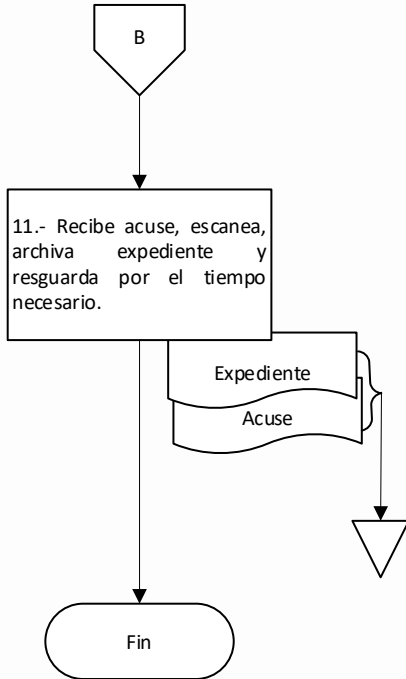 B
11.- Recibe acuse, escanea,
archiva expediente y
resguarda por el tiempo
necesario.
Expediente
Acuse
Fin